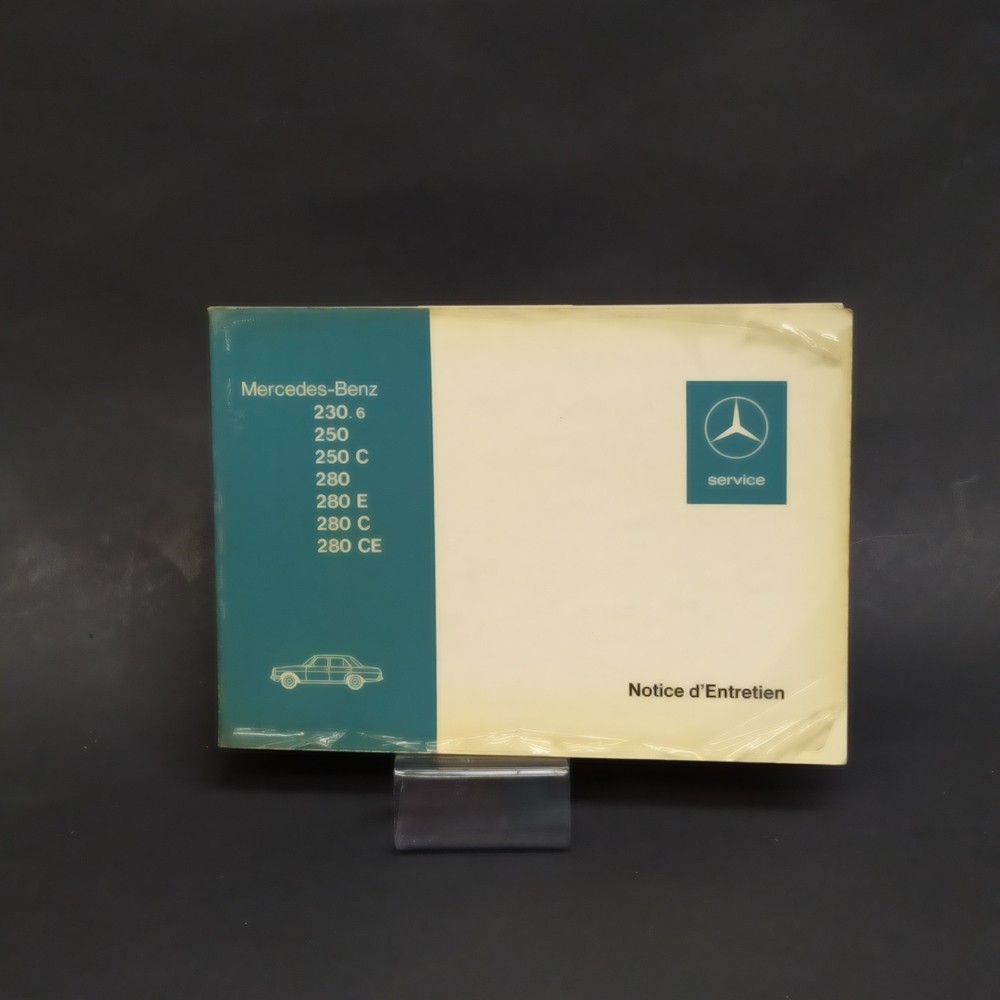 Mercedes-Benz
230.6
250
250 C
280
280 E
280 C
280 CE
service
Notice d'Entretien